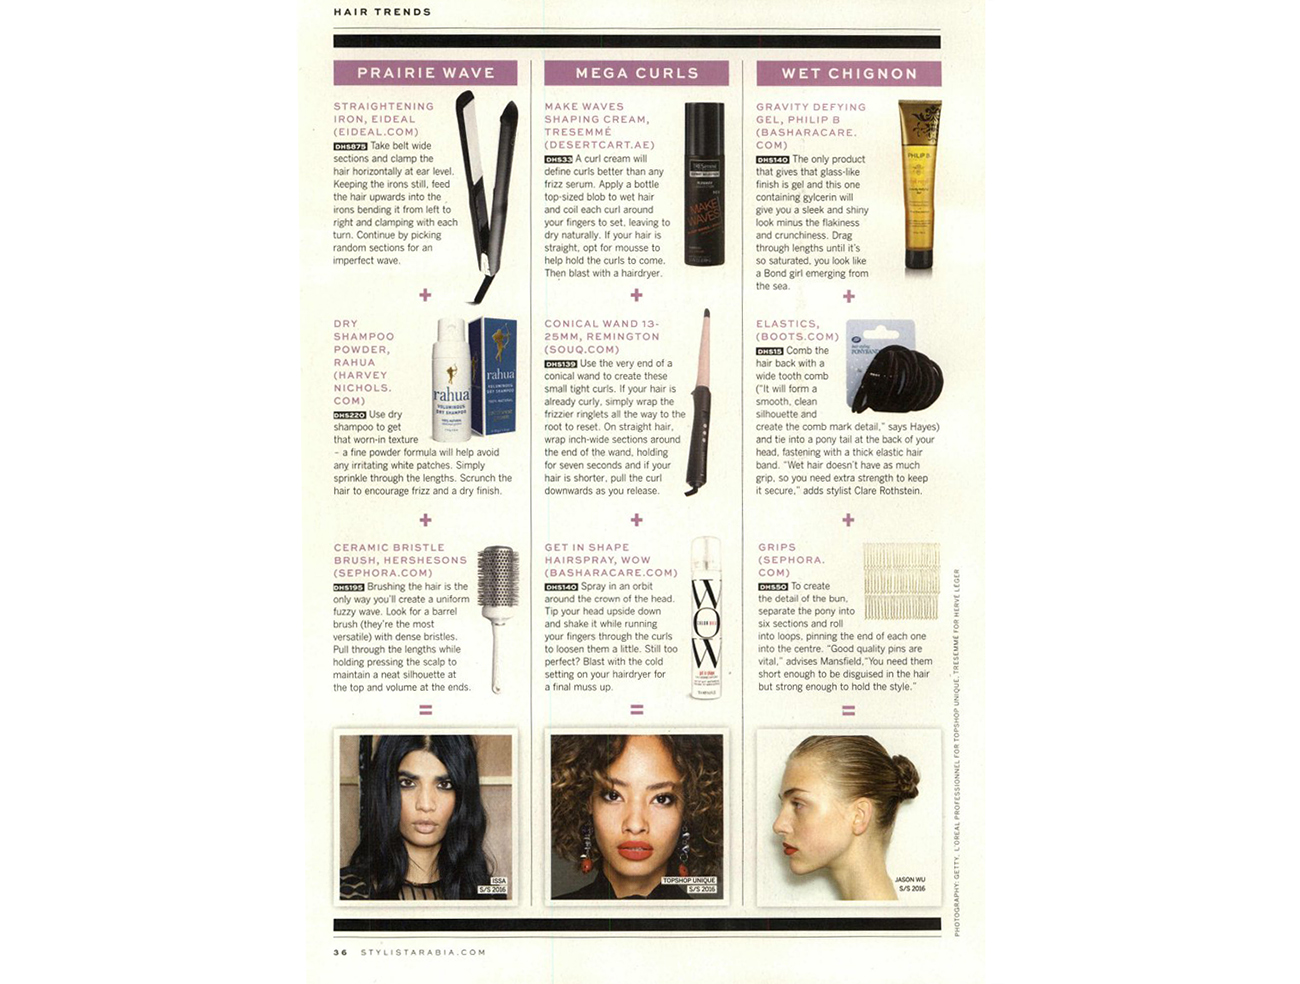 HAIR TRENDS
PRAIRIE WAVE
STRAIGHTENING
IRON, EIDEAL
(EIDEAL.COM)
DHS875 Take belt wide
sections and clamp the
hair horizontally at ear level.
Keeping the irons still, feed
the hair upwards into the
irons bending it from left to
right and clamping with each
turn. Continue by picking
random sections for an
imperfect wave.
+
DRY
SHAMPOO
POWDER,
RAHUA
(HARVEY
NICHOLS.
COM)
DHS220 Use dry
shampoo to get
that worn-in texture
– a fine powder formula will help avoid
any irritating white patches. Simply
sprinkle through the lengths. Scrunch the
hair to encourage frizz and a dry finish.
rahua
VOLUMINOUS
DRY SHAMPOO
rahua
VOLUMINOUS
DRY SHAMPOO
+
CERAMIC BRISTLE
BRUSH, HERSHESONS
(SEPHORA.COM)
DHS195 Brushing the hair is the
only way you'll create a uniform
fuzzy wave. Look for a barrel
brush (they're the most
versatile) with dense bristles.
Pull through the lengths while
holding pressing the scalp to
maintain a neat silhouette at
the top and volume at the ends.
=
ISSA
S/S 2016
MEGA CURLS
MAKE WAVES
SHAPING CREAM,
TRESEMMÉ
(DESERTCART.AE)
DHS33 A curl cream will
define curls better than any
frizz serum. Apply a bottle
top-sized blob to wet hair
and coil each curl around
your fingers to set, leaving to
dry naturally. If your hair is
straight, opt for mousse to
help hold the curls to come.
Then blast with a hairdryer.
TRESemmé
MAKE
WAVES
+
CONICAL WAND 13-
25MM, REMINGTON
(SOUQ.COM)
DHS139 Use the very end of a
conical wand to create these
small tight curls. If your hair is
already curly, simply wrap the
frizzier ringlets all the way to the
root to reset. On straight hair,
wrap inch-wide sections around
the end of the wand, holding
for seven seconds and if your
hair is shorter, pull the curl
downwards as you release.
+
GET IN SHAPE
HAIRSPRAY, WOW
(BASHARACARE.COM)
DHS140 Spray in an orbit
around the crown of the head.
Tip your head upside down
and shake it while running
your fingers through the curls
to loosen them a little. Still too
perfect? Blast with the cold
setting on your hairdryer for
a final muss up.
WOW
COLOR WOW
=
TOPSHOP UNIQUE
S/S 2016
WET CHIGNON
GRAVITY DEFYING
GEL, PHILIP B
(BASHARACARE.
COM)
DHS140 The only product
that gives that glass-like
finish is gel and this one
containing gylcerin will
give you a sleek and shiny
look minus the flakiness
and crunchiness. Drag
through lengths until it's
so saturated, you look like
a Bond girl emerging from
the sea.
PHILIP B.
+
ELASTICS,
(BOOTS.COM)
DHS15 Comb the
hair back with a
wide tooth comb
("It will form a
smooth, clean
silhouette and
create the comb mark detail," says Hayes)
and tie into a pony tail at the back of your
head, fastening with a thick elastic hair
band. "Wet hair doesn't have as much
grip, so you need extra strength to keep
it secure," adds stylist Clare Rothstein.
PONYBANDS
+
GRIPS
(SEPHORA.
COM)
DHS50 To create
the detail of the bun,
separate the pony into
six sections and roll
into loops, pinning the end of each one
into the centre. "Good quality pins are
vital," advises Mansfield,"You need them
short enough to be disguised in the hair
but strong enough to hold the style."
=
JASON WU
S/S 2016
PHOTOGRAPHY: GETTY, L'OREAL PROFESSIONNEL FOR TOPSHOP UNIQUE, TRESEMMÉ FOR HERVE LEGER
36 STYLISTARABIA.COM